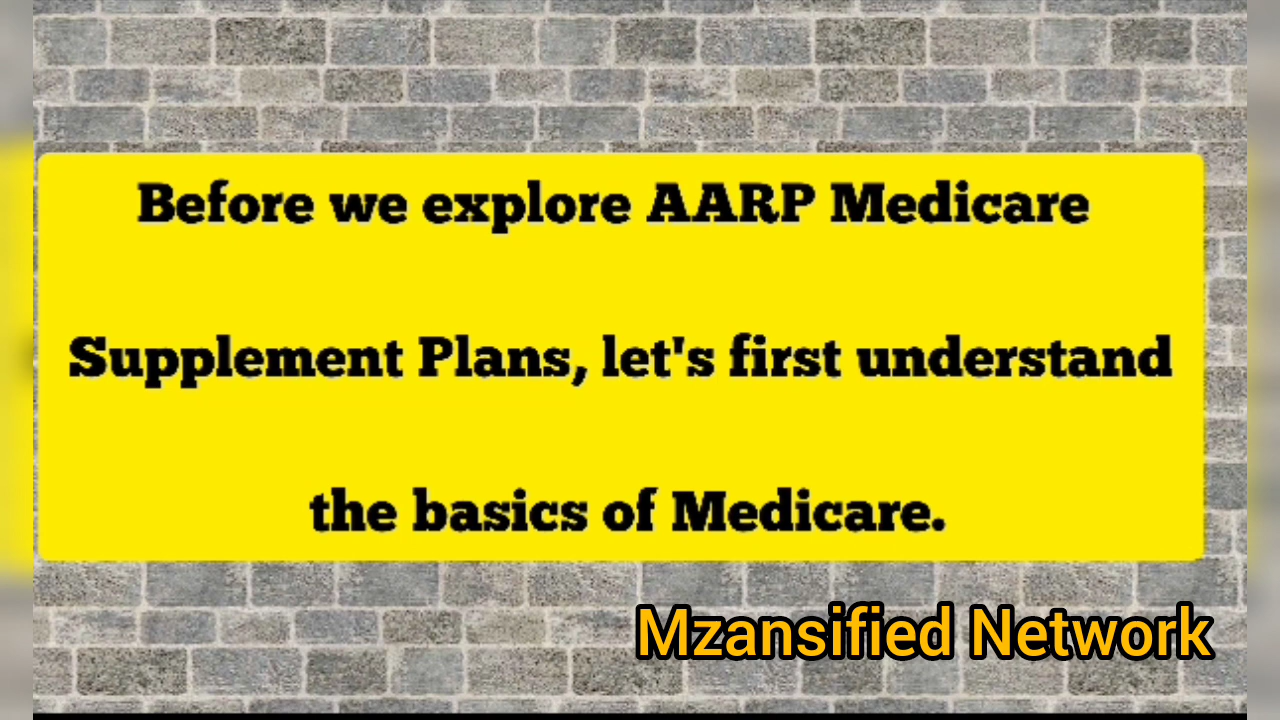 Before we explore AARP Medicare
Supplement Plans, let's first understand
the basics of Medicare.
Mzansified Network